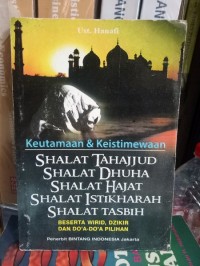 Ust. Hanafi
Keutamaan & Keistimewaan
SHALAT TAHAJJUD
SHALAT DHUHA
SHALAT HAJAT
SHALAT ISTIKHARAH
SHALAT TASBIH
BESERTA WIRID, DZIKIR
DAN DO'A-DO'A PILIHAN
Penerbit BINTANG INDONESIA Jakarta